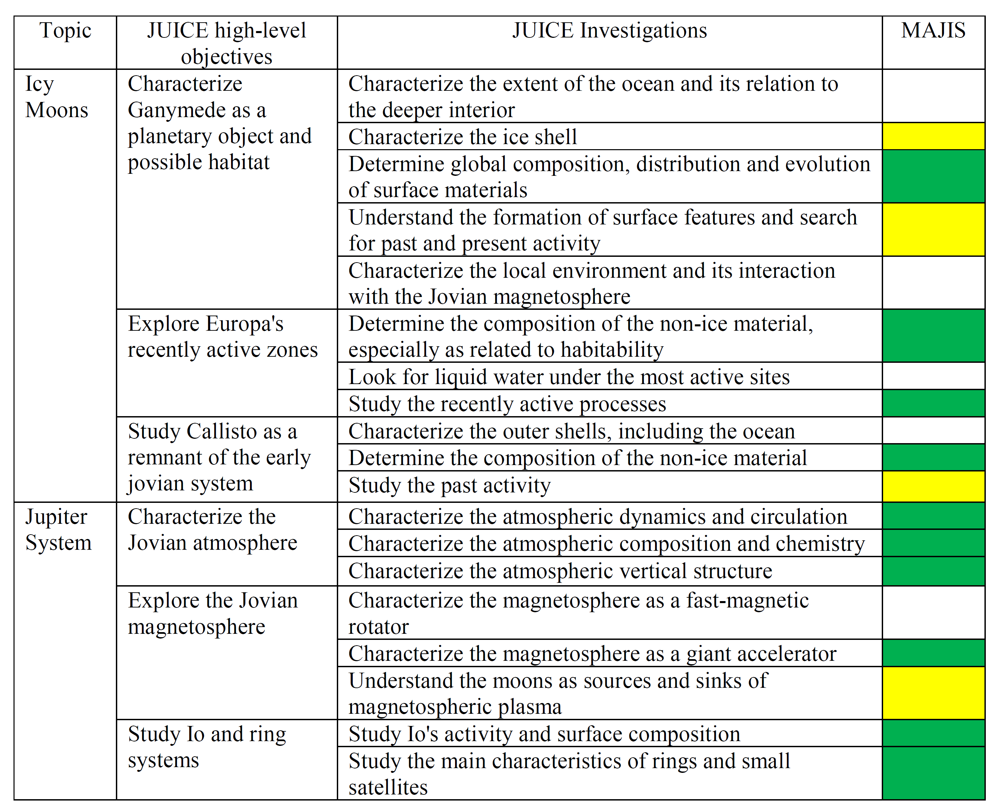 Topic
JUICE high-level
objectives
JUICE Investigations
MAJIS
Icy
Moons
Characterize
Ganymede as a
planetary object and
possible habitat
Characterize the extent of the ocean and its relation to
the deeper interior
Characterize the ice shell
Determine global composition, distribution and evolution
of surface materials
Understand the formation of surface features and search
for past and present activity
Characterize the local environment and its interaction
with the Jovian magnetosphere
Explore Europa's
recently active zones
Determine the composition of the non-ice material,
especially as related to habitability
Look for liquid water under the most active sites
Study the recently active processes
Study Callisto as a
remnant of the early
jovian system
Characterize the outer shells, including the ocean
Determine the composition of the non-ice material
Study the past activity
Jupiter
System
Characterize the
Jovian atmosphere
Characterize the atmospheric dynamics and circulation
Characterize the atmospheric composition and chemistry
Characterize the atmospheric vertical structure
Explore the Jovian
magnetosphere
Characterize the magnetosphere as a fast-magnetic
rotator
Characterize the magnetosphere as a giant accelerator
Understand the moons as sources and sinks of
magnetospheric plasma
Study Io and ring
systems
Study Io's activity and surface composition
Study the main characteristics of rings and small
satellites